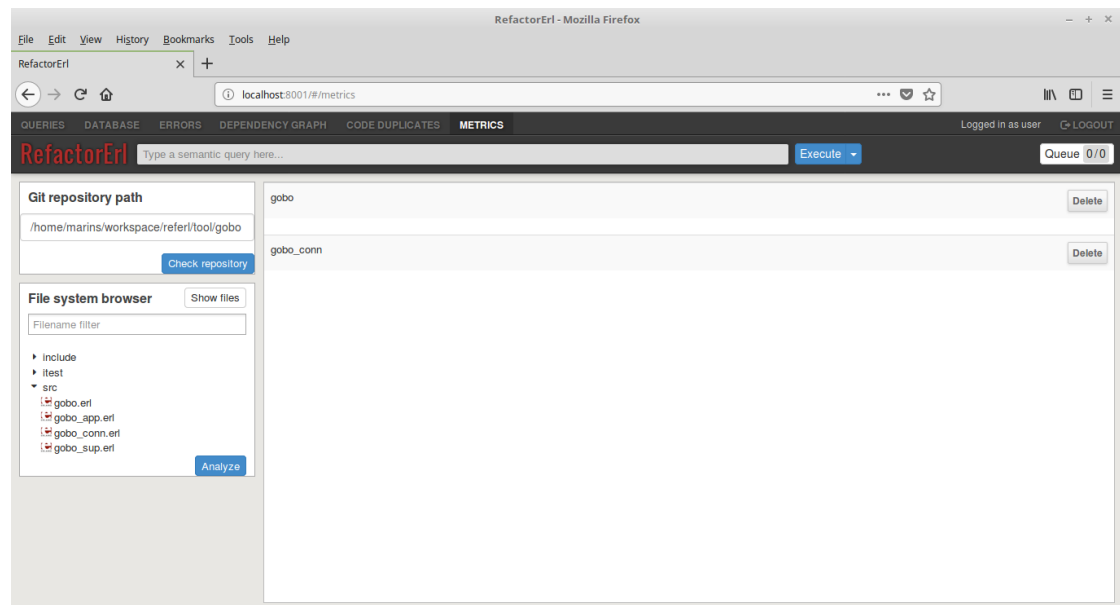 RefactorErl - Mozilla Firefox
File Edit View History Bookmarks Tools Help
RefactorErl
localhost:8001/#/metrics
QUERIES DATABASE ERRORS DEPENDENCY GRAPH CODE DUPLICATES METRICS Logged in as user LOGOUT
RefactorErl Type a semantic query here... Execute Queue 0/0
Git repository path
/home/marins/workspace/referl/tool/gobo
Check repository
File system browser Show files
Filename filter
include
itest
src
gobo.erl
gobo_app.erl
gobo_conn.erl
gobo_sup.erl
Analyze
gobo Delete
gobo_conn Delete